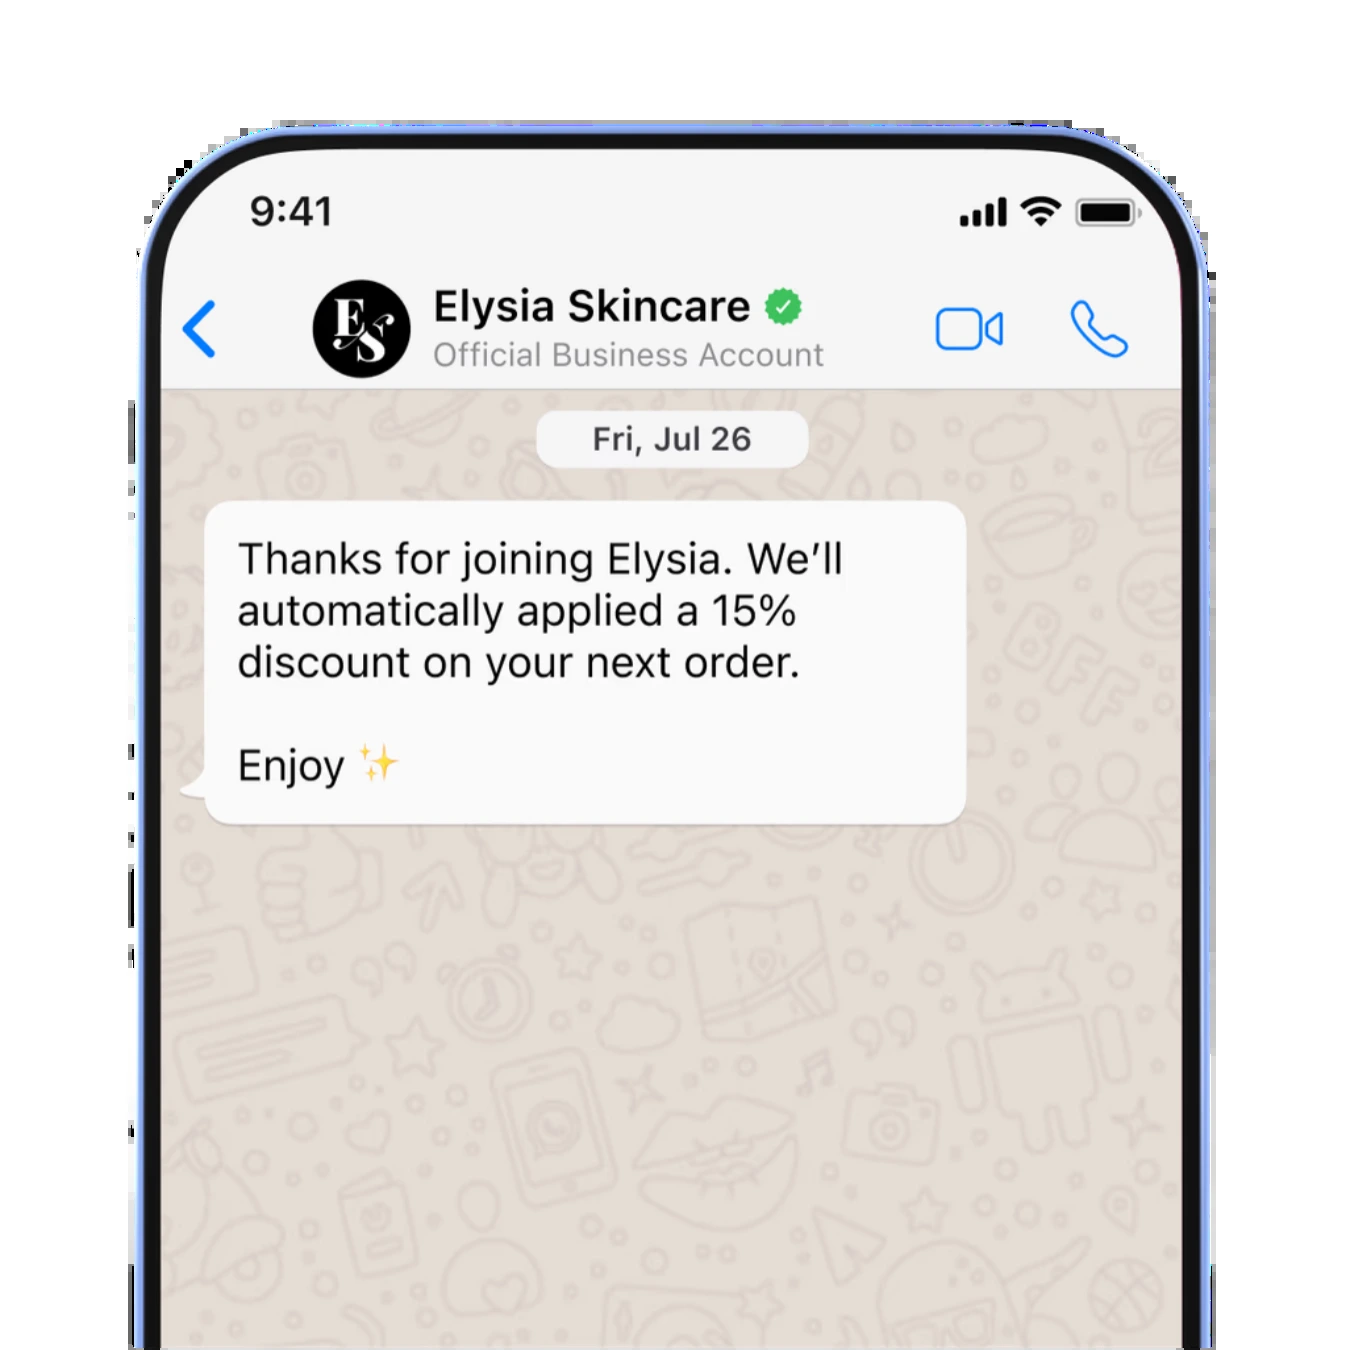 9:41
ES
Elysia Skincare
Official Business Account
Fri, Jul 26
Thanks for joining Elysia. We’ll
automatically applied a 15%
discount on your next order.
Enjoy ✨
BFF